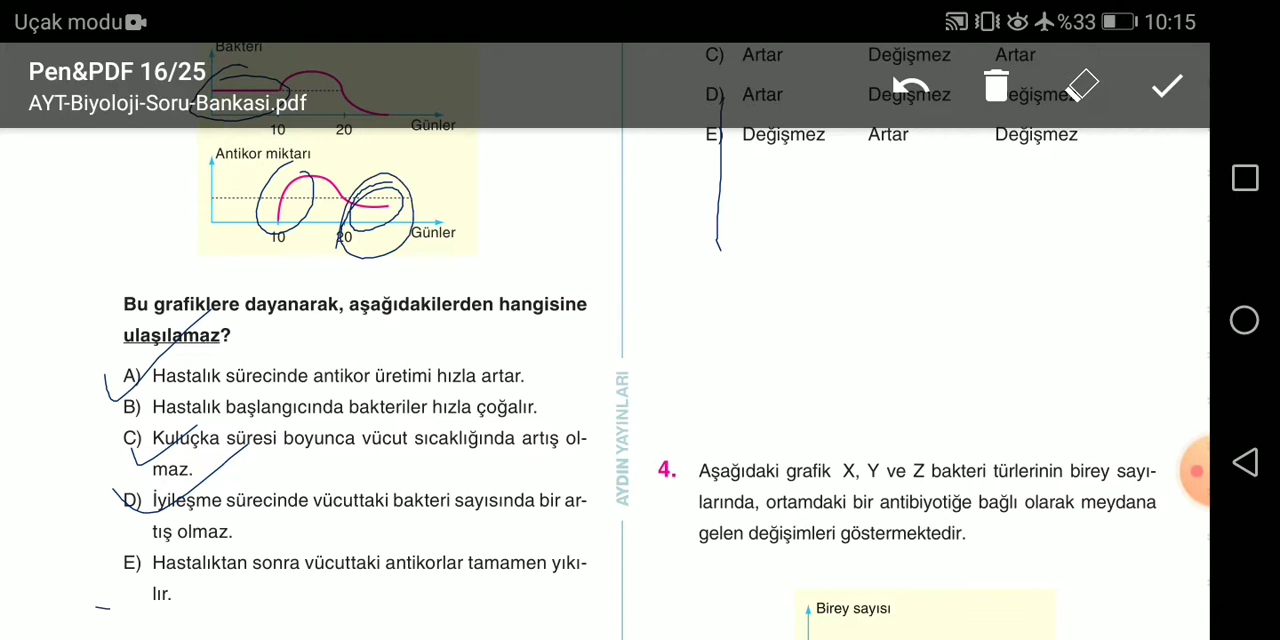 Uçak modu
%33
10:15
Pen&PDF 16/25
AYT-Biyoloji-Soru-Bankasi.pdf
Bakteri
10
20
Günler
Antikor miktarı
10
20
Günler
Bu grafiklere dayanarak, aşağıdakilerden hangisine
ulaşılamaz?
A) Hastalık sürecinde antikor üretimi hızla artar.
B) Hastalık başlangıcında bakteriler hızla çoğalır.
C) Kuluçka süresi boyunca vücut sıcaklığında artış ol-
maz.
D) İyileşme sürecinde vücuttaki bakteri sayısında bir ar-
tış olmaz.
E) Hastalıktan sonra vücuttaki antikorlar tamamen yıkı-
lır.
AYDIN YAYINLARI
C) Artar Değişmez Artar
D) Artar Değişmez Değişmez
E) Değişmez Artar Değişmez
4. Aşağıdaki grafik X, Y ve Z bakteri türlerinin birey sayı-
larında, ortamdaki bir antibiyotiğe bağlı olarak meydana
gelen değişimleri göstermektedir.
Birey sayısı